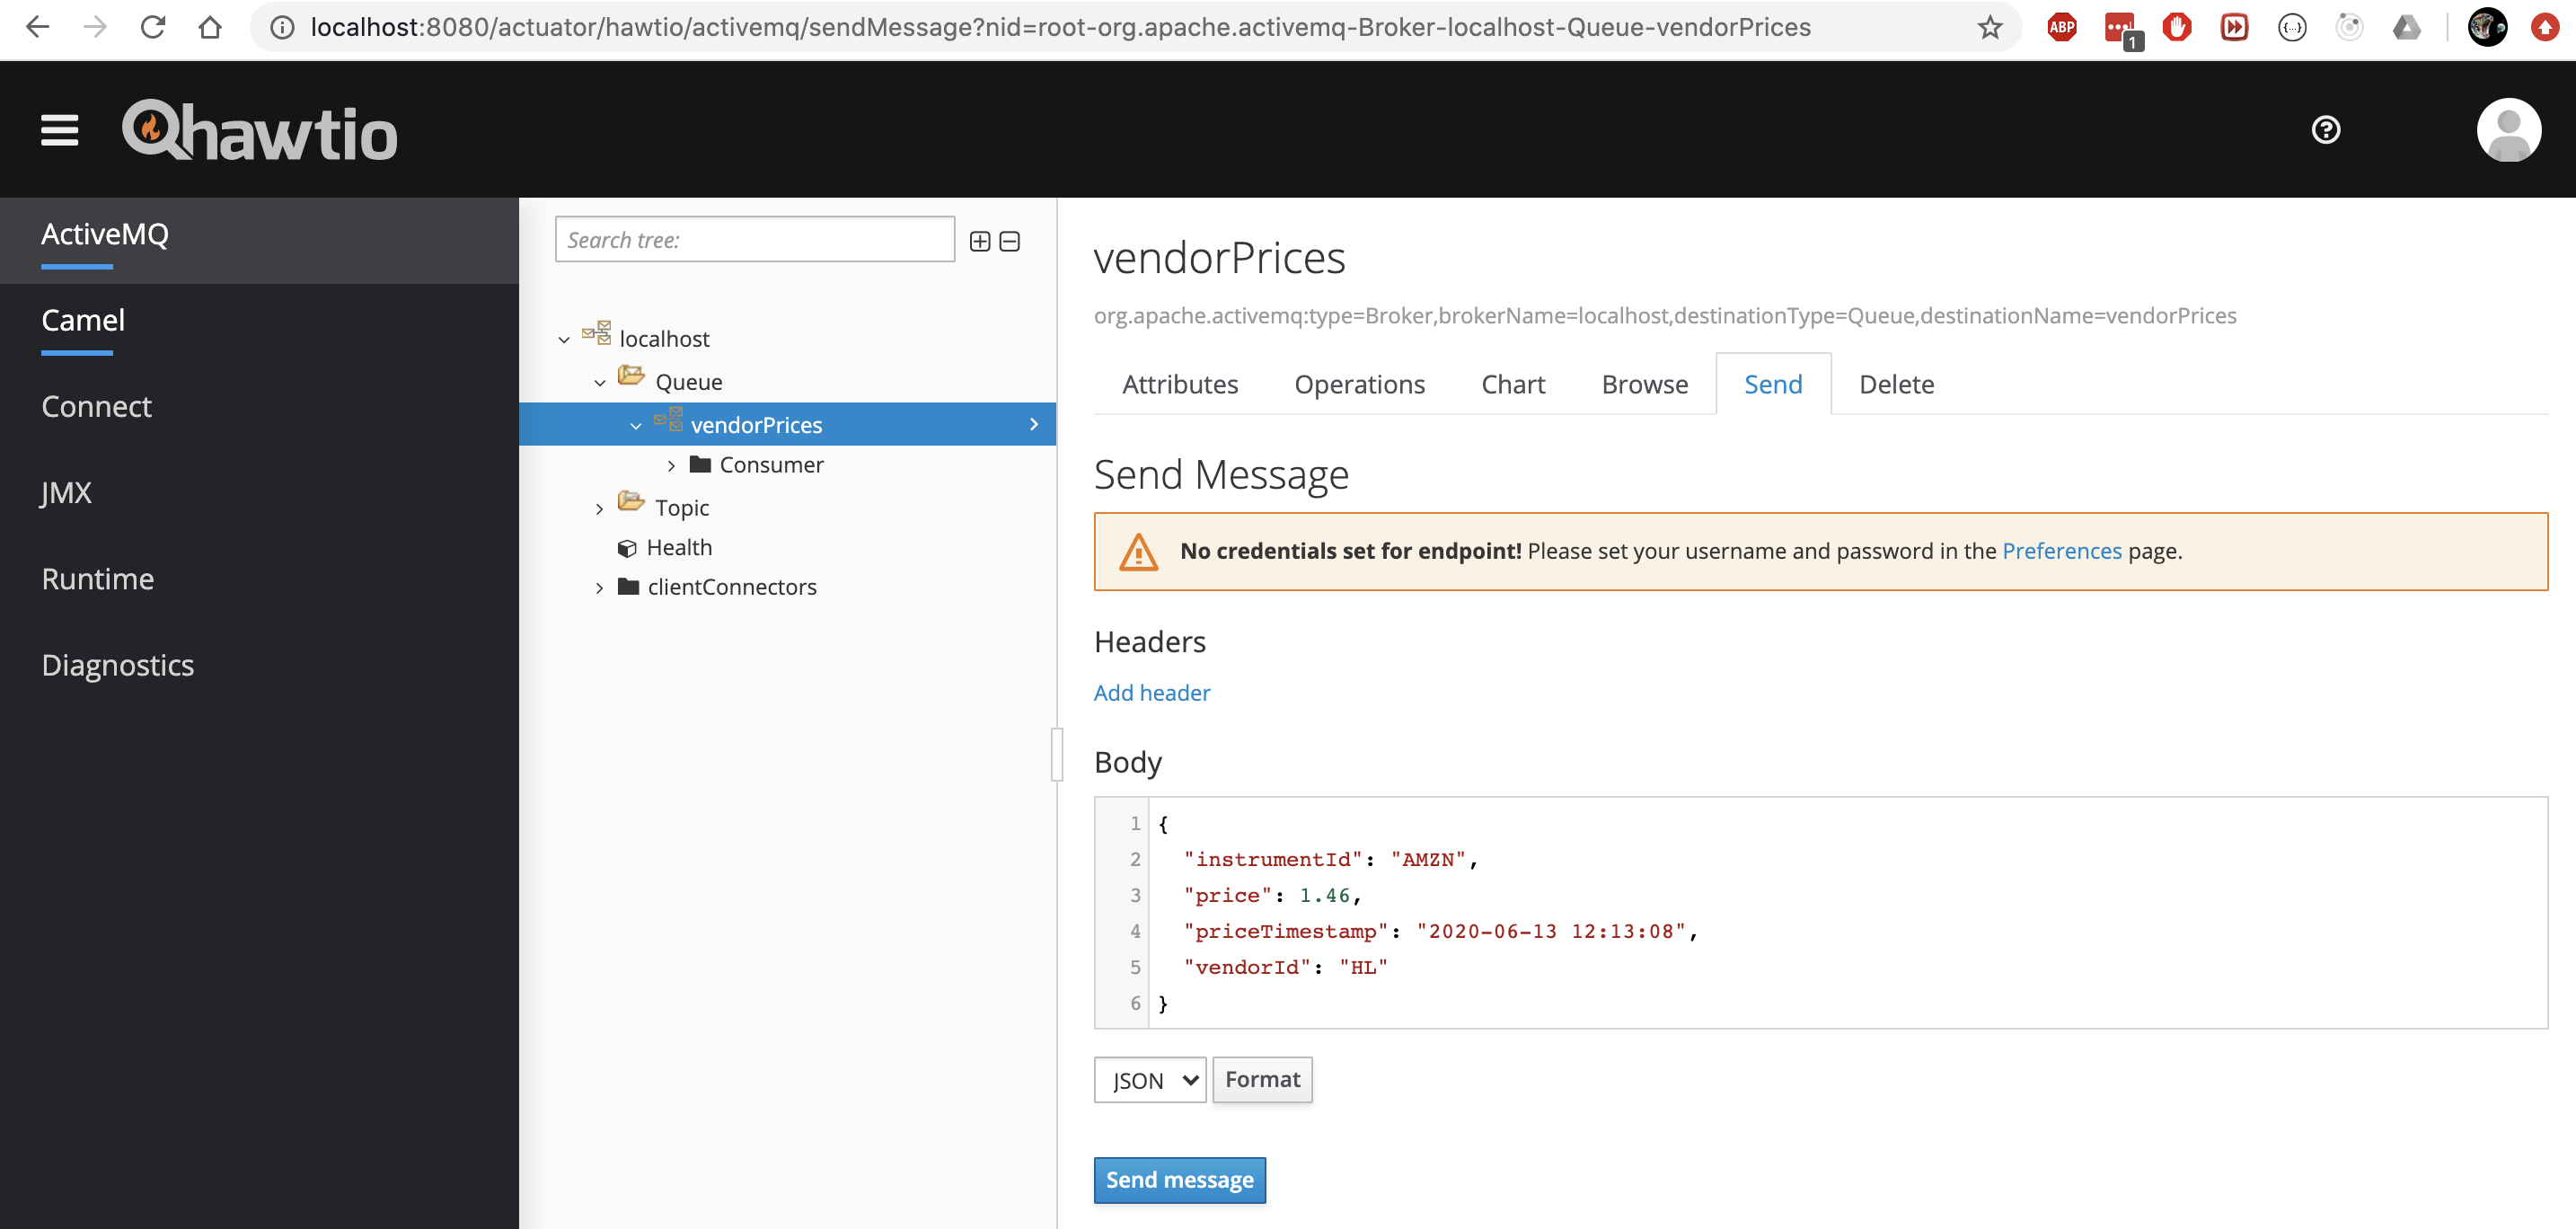 localhost:8080/actuator/hawtio/activemq/sendMessage?nid=root-org.apache.activemq-Broker-localhost-Queue-vendorPrices
ABP
1
hawtio
ActiveMQ
Camel
Connect
JMX
Runtime
Diagnostics
Search tree:
localhost
Queue
vendorPrices
Consumer
Topic
Health
clientConnectors
vendorPrices
org.apache.activemq:type=Broker,brokerName=localhost,destinationType=Queue,destinationName=vendorPrices
Attributes Operations Chart Browse Send Delete
Send Message
No credentials set for endpoint! Please set your username and password in the Preferences page.
Headers
Add header
Body
1 {
2 "instrumentId": "AMZN",
3 "price": 1.46,
4 "priceTimestamp": "2020-06-13 12:13:08",
5 "vendorId": "HL"
6 }
JSON Format
Send message